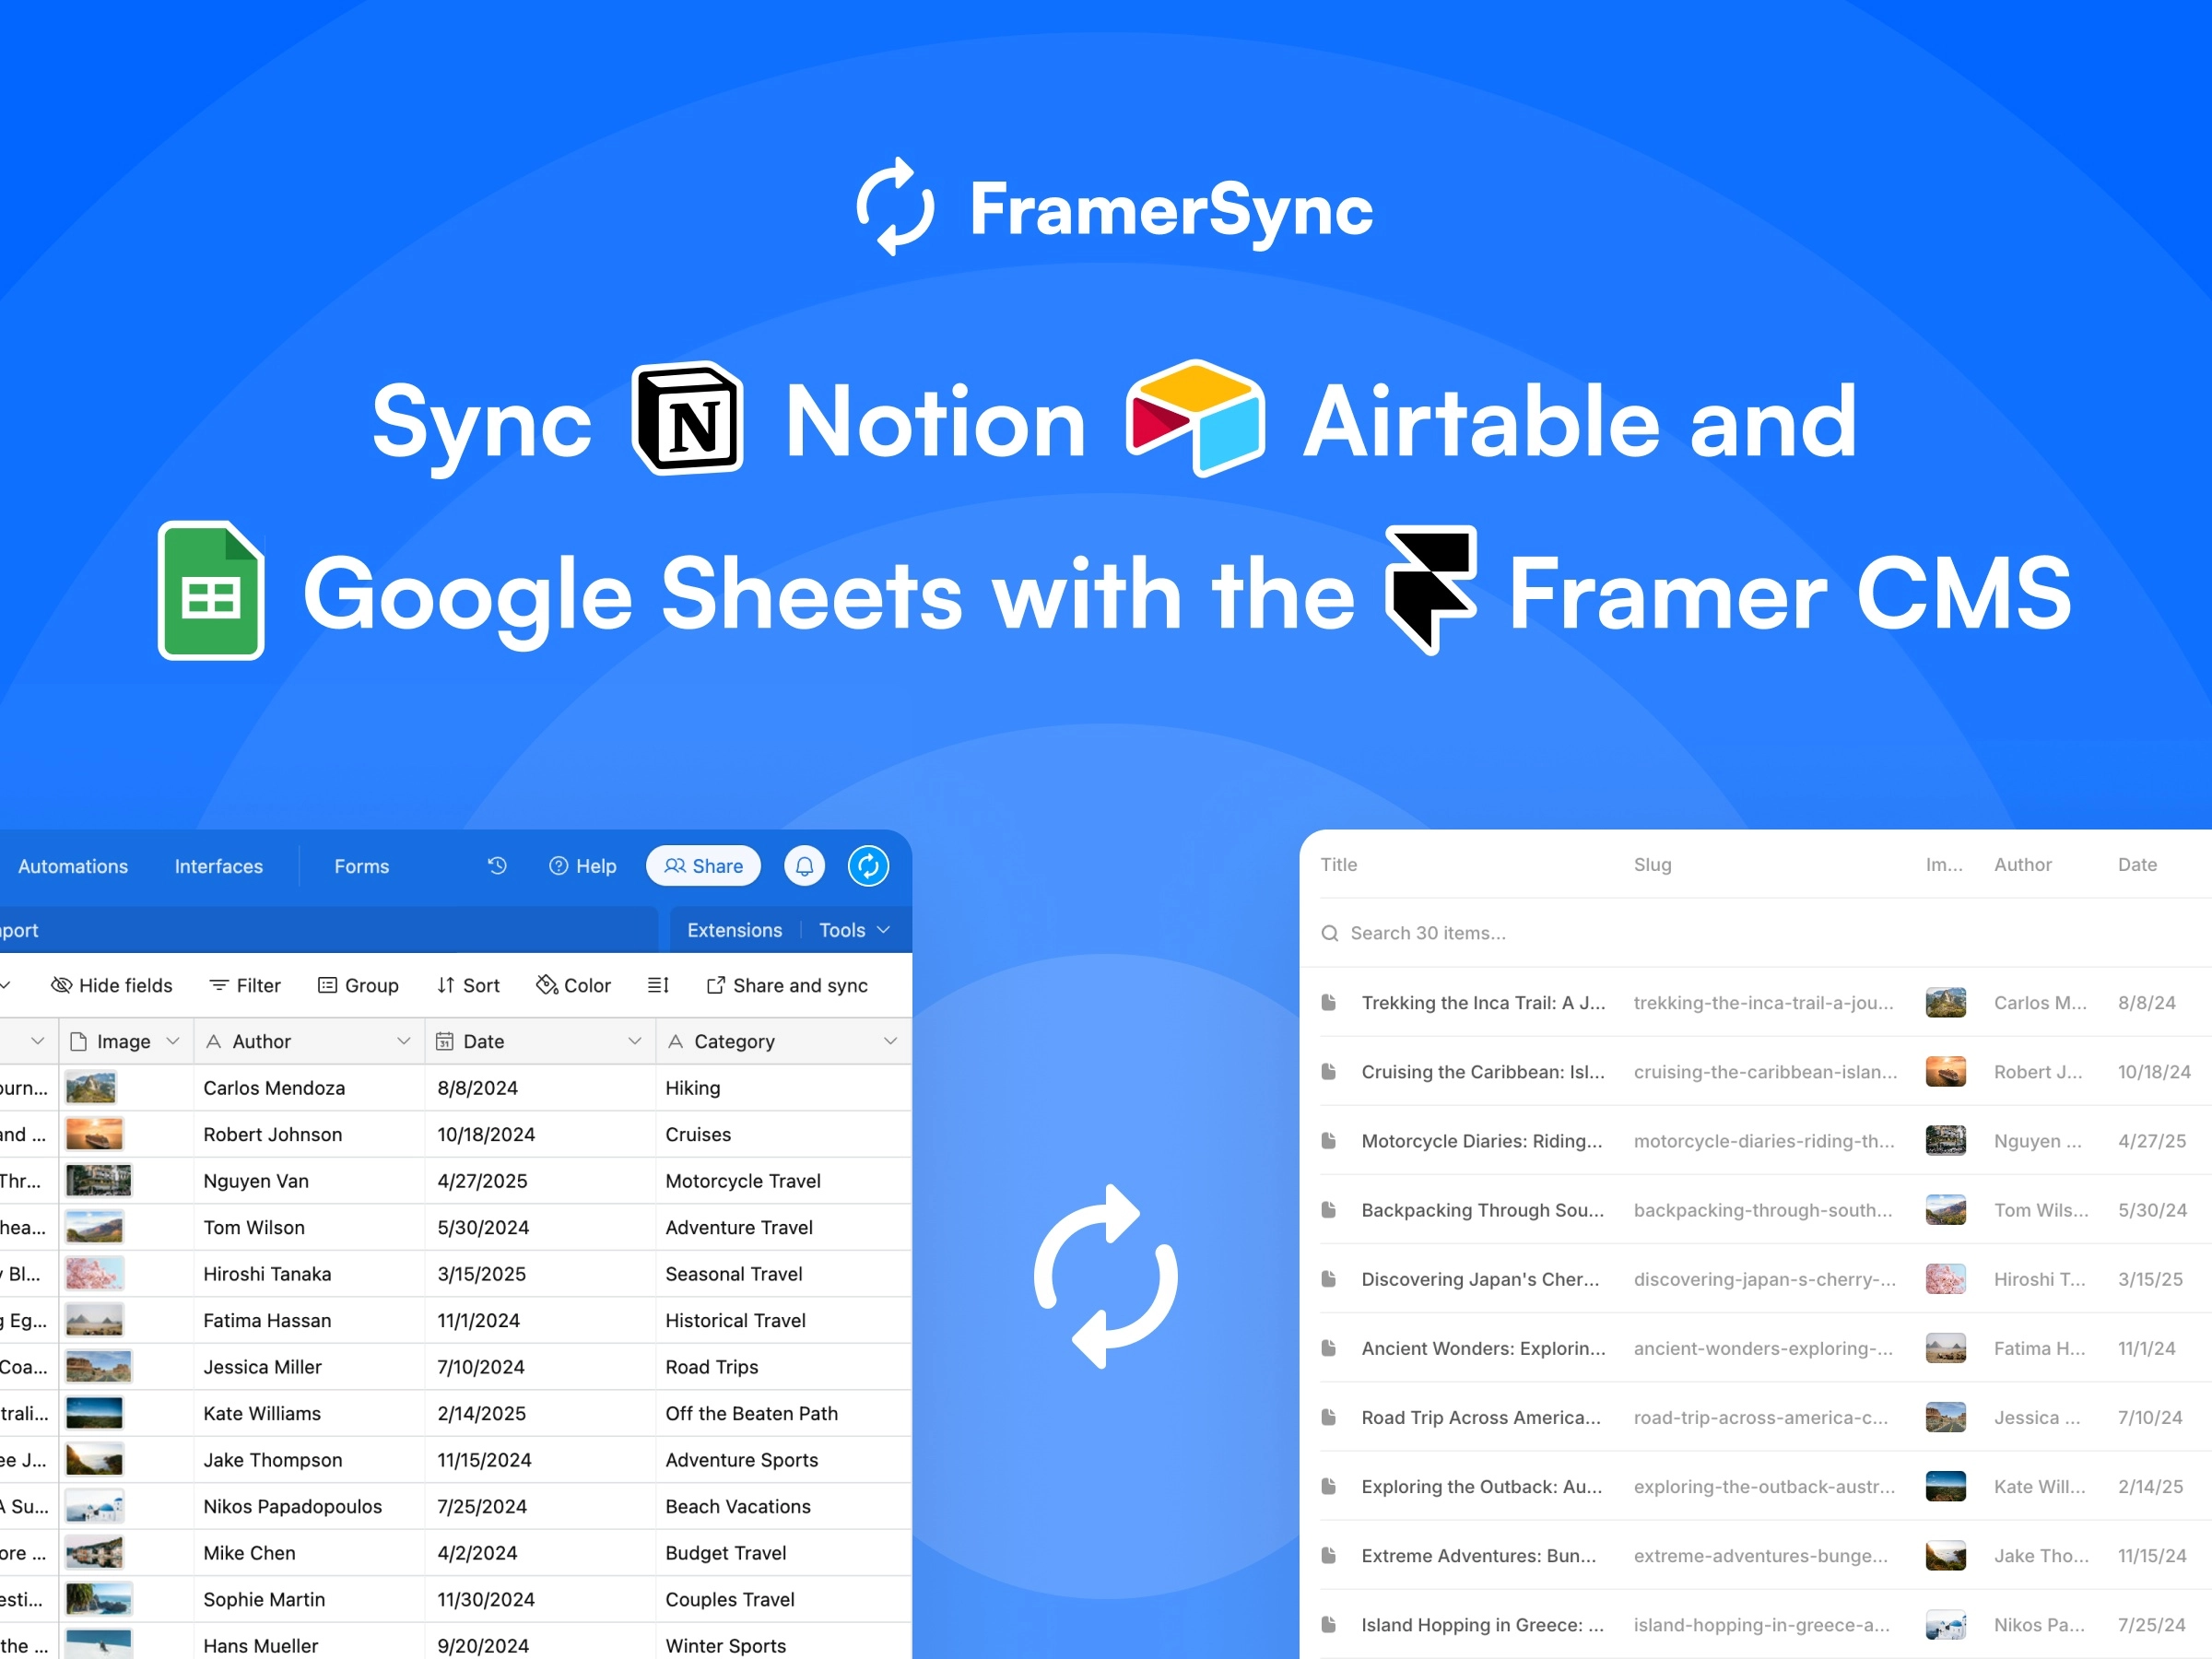 FramerSync
Sync Notion Airtable and
Google Sheets with the Framer CMS
Automations Interfaces Forms Help Share
Extensions Tools
Hide fields Filter Group Sort Color Share and sync
Image Author Date Category
Carlos Mendoza 8/8/2024 Hiking
and ... Robert Johnson 10/18/2024 Cruises
Thr... Nguyen Van 4/27/2025 Motorcycle Travel
Tom Wilson 5/30/2024 Adventure Travel
Bl... Hiroshi Tanaka 3/15/2025 Seasonal Travel
Eg... Fatima Hassan 11/1/2024 Historical Travel
Coa... Jessica Miller 7/10/2024 Road Trips
Kate Williams 2/14/2025 Off the Beaten Path
J... Jake Thompson 11/15/2024 Adventure Sports
A Su... Nikos Papadopoulos 7/25/2024 Beach Vacations
Mike Chen 4/2/2024 Budget Travel
Sophie Martin 11/30/2024 Couples Travel
the ... Hans Mueller 9/20/2024 Winter Sports
Title Slug Im... Author Date
Search 30 items...
Trekking the Inca Trail: A J... trekking-the-inca-trail-a-jou... Carlos M... 8/8/24
Cruising the Caribbean: Isl... cruising-the-caribbean-islan... Robert J... 10/18/24
Motorcycle Diaries: Riding... motorcycle-diaries-riding-th... Nguyen ... 4/27/25
Backpacking Through Sou... backpacking-through-south... Tom Wils... 5/30/24
Discovering Japan's Cher... discovering-japan-s-cherry-... Hiroshi T... 3/15/25
Ancient Wonders: Explorin... ancient-wonders-exploring-... Fatima H... 11/1/24
Road Trip Across America... road-trip-across-america-c... Jessica ... 7/10/24
Exploring the Outback: Au... exploring-the-outback-austr... Kate Will... 2/14/25
Extreme Adventures: Bun... extreme-adventures-bunge... Jake Tho... 11/15/24
Island Hopping in Greece: ... island-hopping-in-greece-a... Nikos Pa... 7/25/24